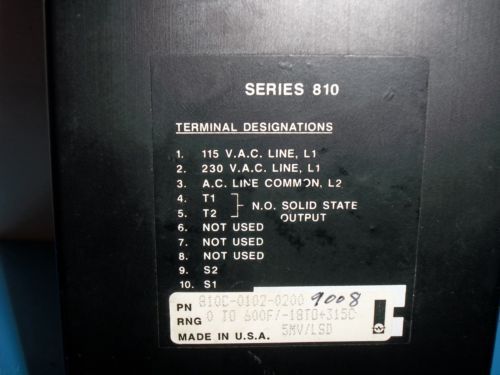 SERIES 810
TERMINAL DESIGNATIONS
1. 115 V.A.C. LINE, L1
2. 230 V.A.C. LINE, L1
3. A.C. LINE COMMON, L2
4. T1
5. T2
N.O. SOLID STATE
OUTPUT
6. NOT USED
7. NOT USED
8. NOT USED
9. S2
10. S1
PN 810C-0102-0200 9008
RNG 0 TO 600F/-18TO+315C
MADE IN U.S.A. 5MV/LSD